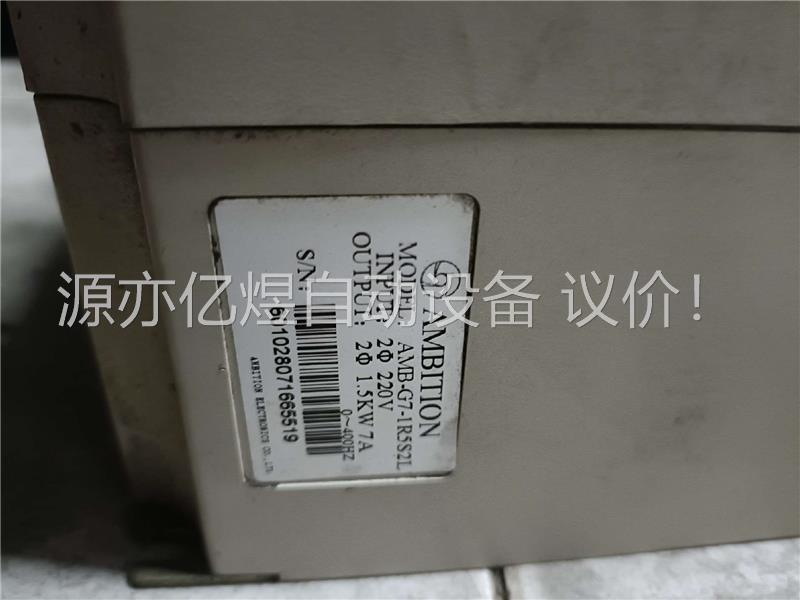 AMBITION
MODEL: AMB-G7-1R5S2L
INPUT: 2Φ 220V
OUTPUT: 2Φ 1.5KW 7A
0~400HZ
S/N:
1028071665519
AMBITION ELECTRONICS CO.,LTD.
源亦亿煜自动设备 议价！